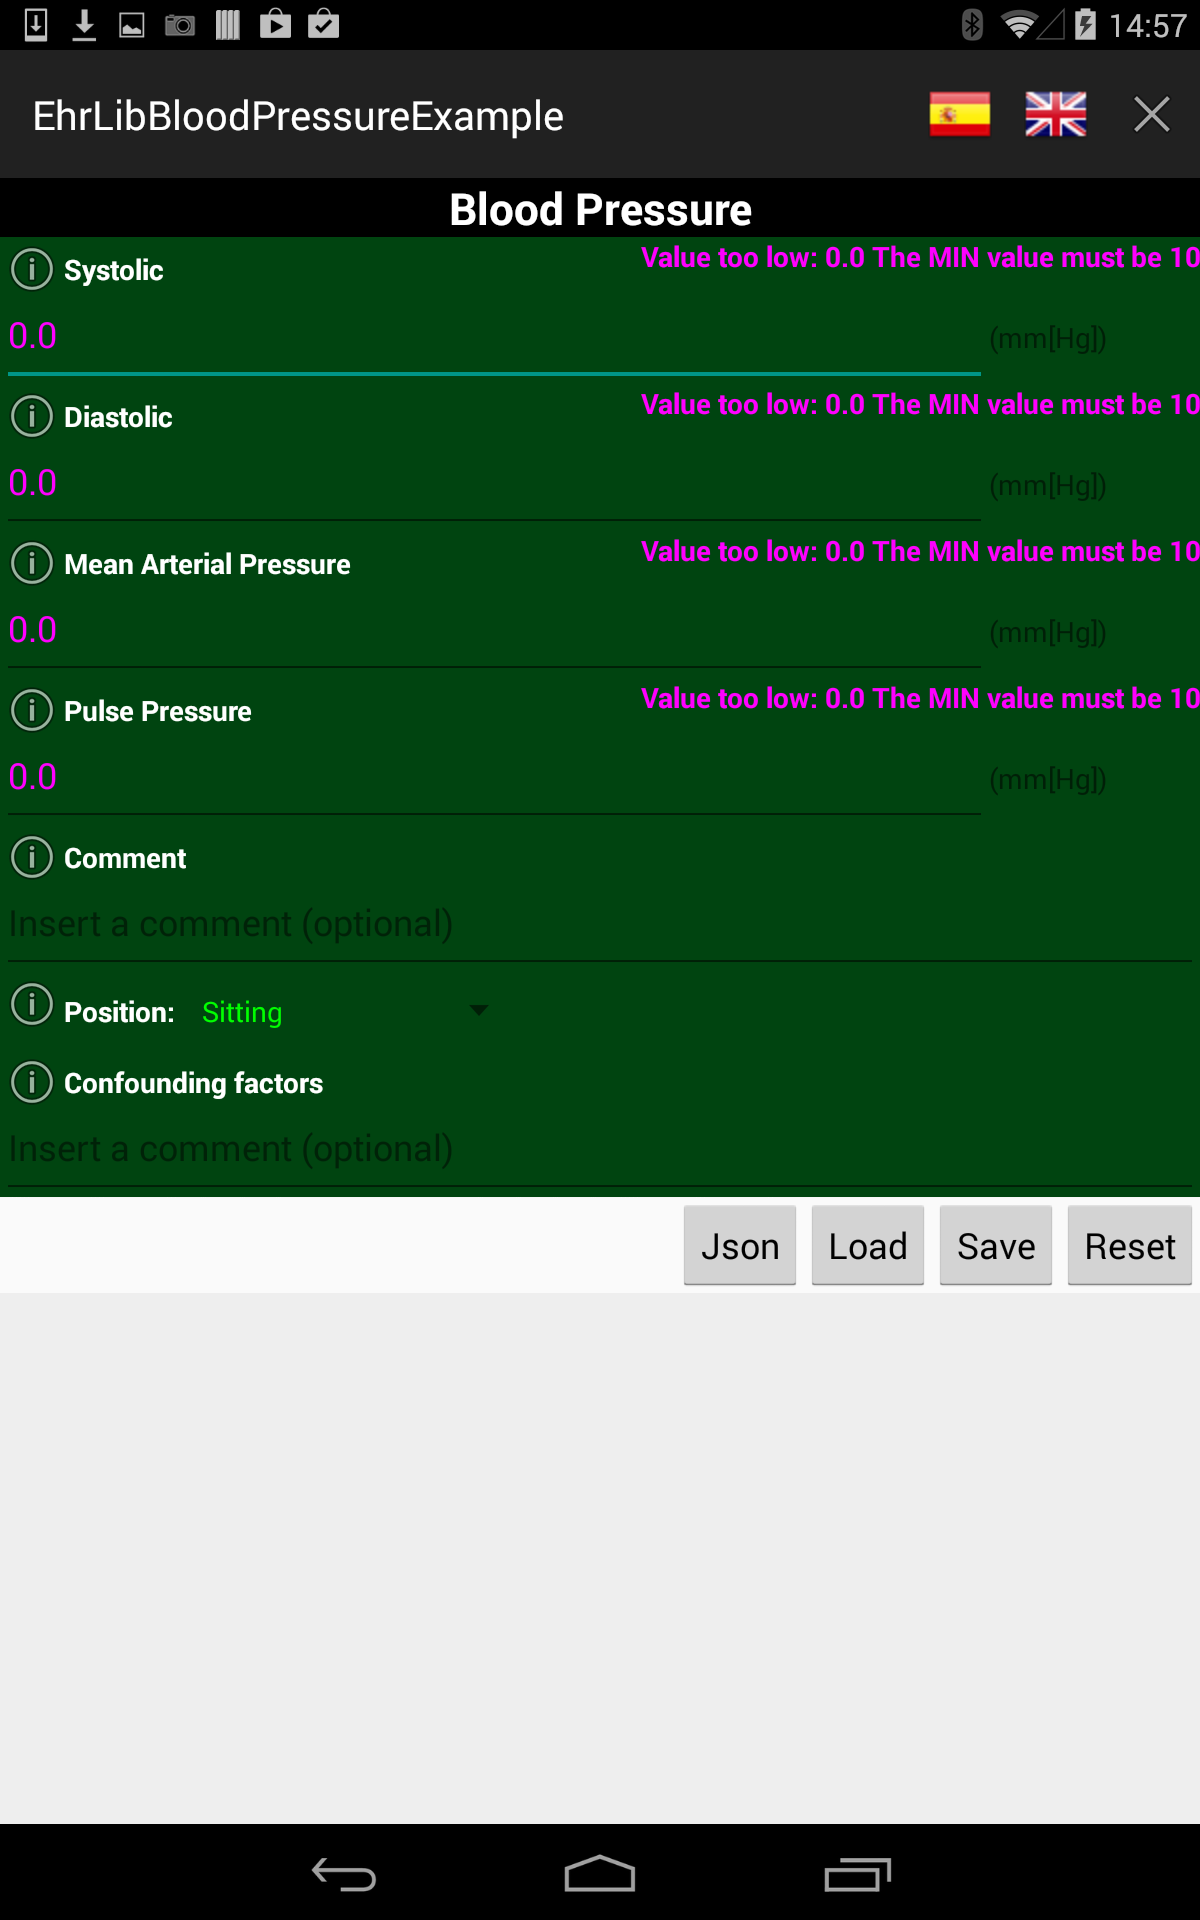 14:57
EhrLibBloodPressureExample
Blood Pressure
Systolic
Value too low: 0.0 The MIN value must be 10
0.0
(mm[Hg])
Diastolic
Value too low: 0.0 The MIN value must be 10
0.0
(mm[Hg])
Mean Arterial Pressure
Value too low: 0.0 The MIN value must be 10
0.0
(mm[Hg])
Pulse Pressure
Value too low: 0.0 The MIN value must be 10
0.0
(mm[Hg])
Comment
Insert a comment (optional)
Position: Sitting
Confounding factors
Insert a comment (optional)
Json Load Save Reset